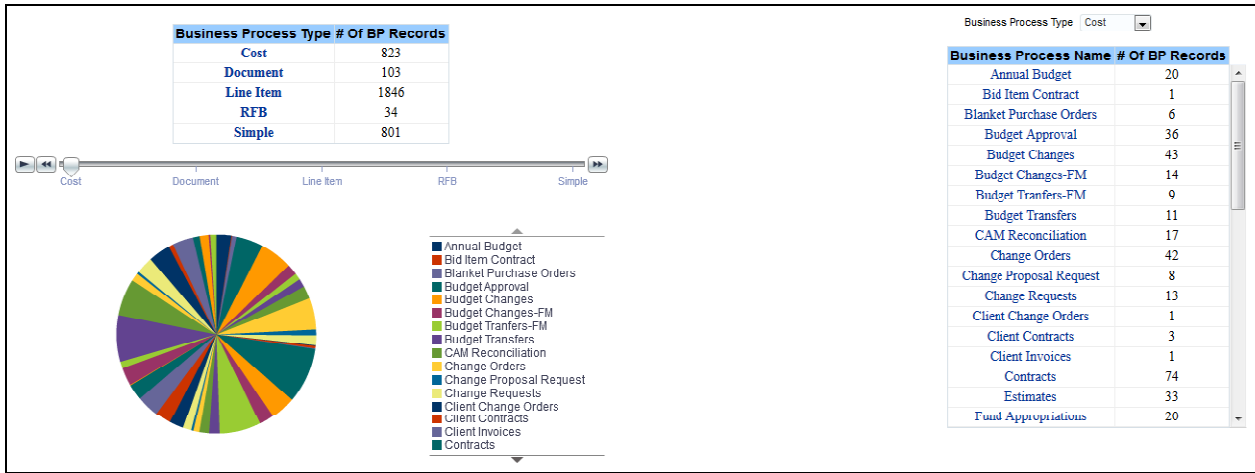 Business Process Type # Of BP Records
Cost 823
Document 103
Line Item 1846
RFB 34
Simple 801
Cost Document Line Item RFB Simple
Annual Budget
Bid Item Contract
Blanket Purchase Orders
Budget Approval
Budget Changes
Budget Changes-FM
Budget Tranfers-FM
Budget Transfers
CAM Reconciliation
Change Orders
Change Proposal Request
Change Requests
Client Change Orders
Client Contracts
Client Invoices
Contracts
Business Process Type Cost
Business Process Name # Of BP Records
Annual Budget 20
Bid Item Contract 1
Blanket Purchase Orders 6
Budget Approval 36
Budget Changes 43
Budget Changes-FM 14
Budget Tranfers-FM 9
Budget Transfers 11
CAM Reconciliation 17
Change Orders 42
Change Proposal Request 8
Change Requests 13
Client Change Orders 1
Client Contracts 3
Client Invoices 1
Contracts 74
Estimates 33
Fund Appropriations 20